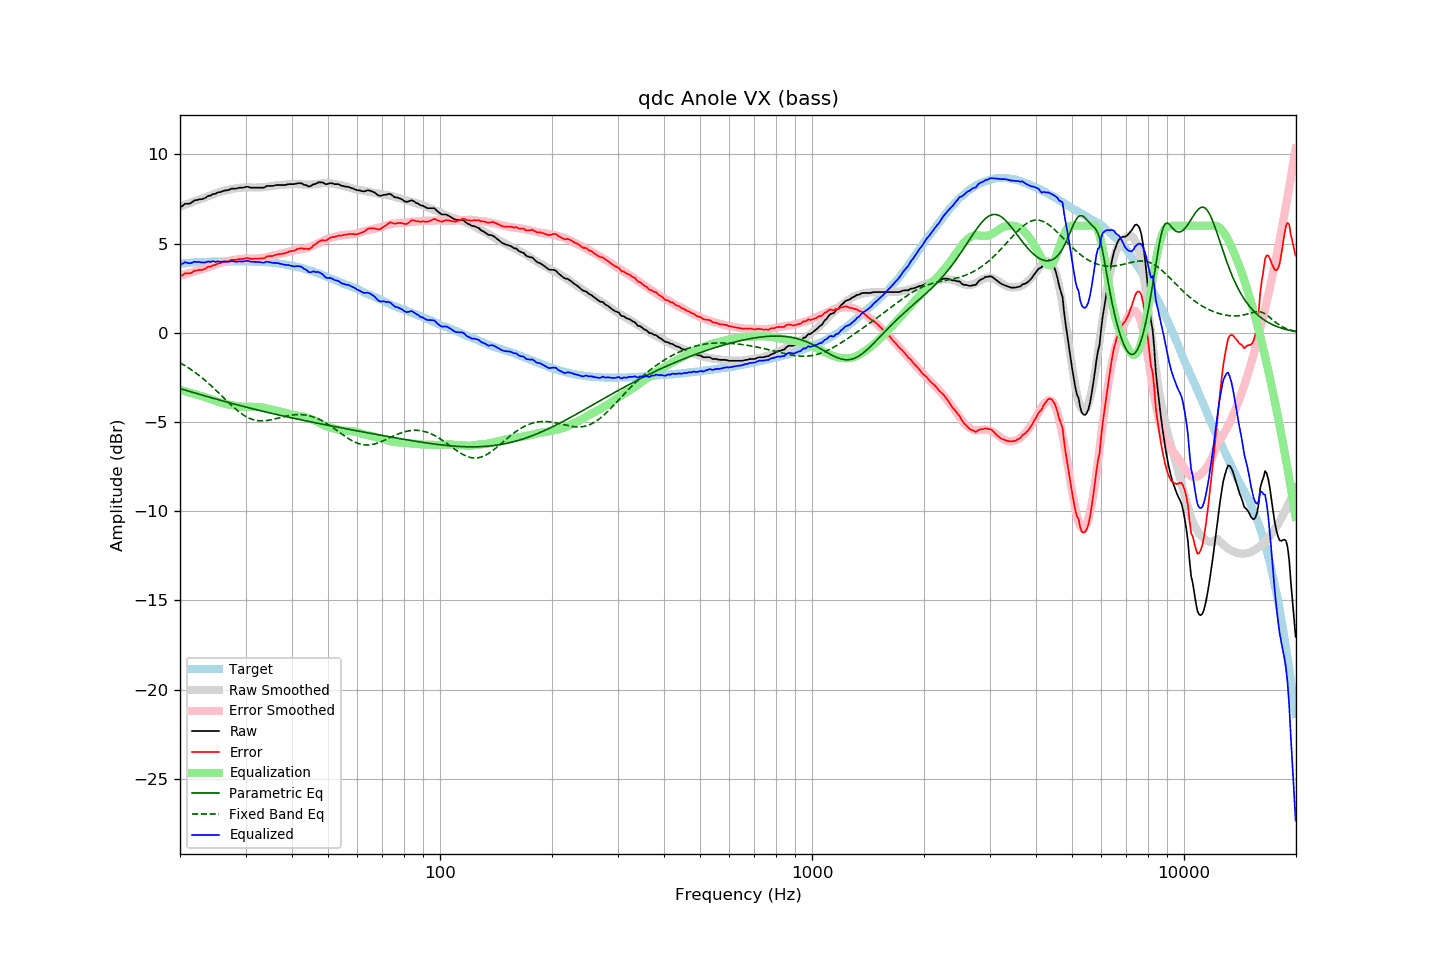 qdc Anole VX (bass)
10
5
0
−5
−10
−15
−20
−25
Amplitude (dBr)
Target
Raw Smoothed
Error Smoothed
Raw
Error
Equalization
Parametric Eq
Fixed Band Eq
Equalized
100 1000 10000
Frequency (Hz)